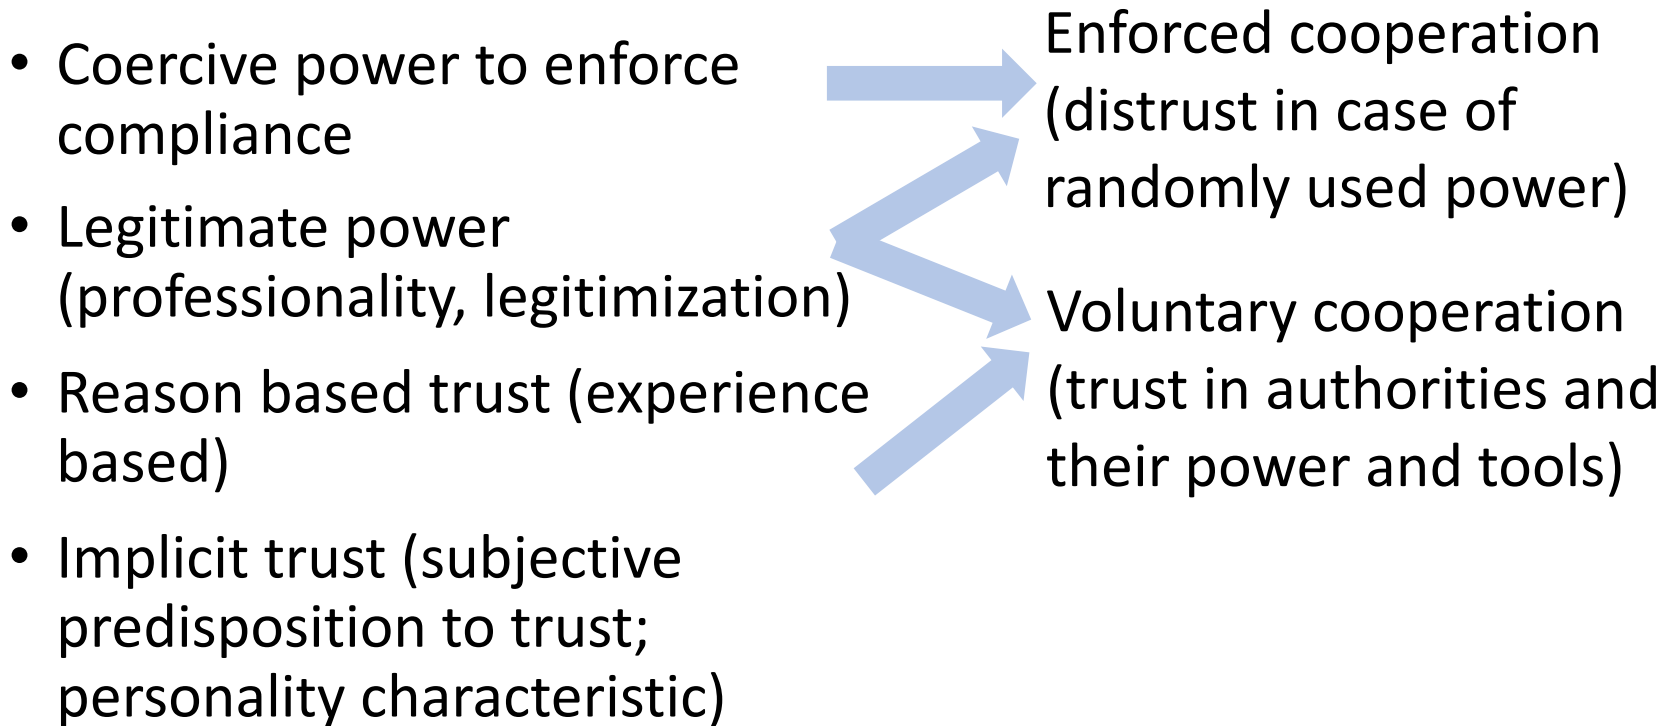 • Coercive power to enforce
compliance
• Legitimate power
(professionality, legitimization)
• Reason based trust (experience
based)
• Implicit trust (subjective
predisposition to trust;
personality characteristic)
Enforced cooperation
(distrust in case of
randomly used power)
Voluntary cooperation
(trust in authorities and
their power and tools)